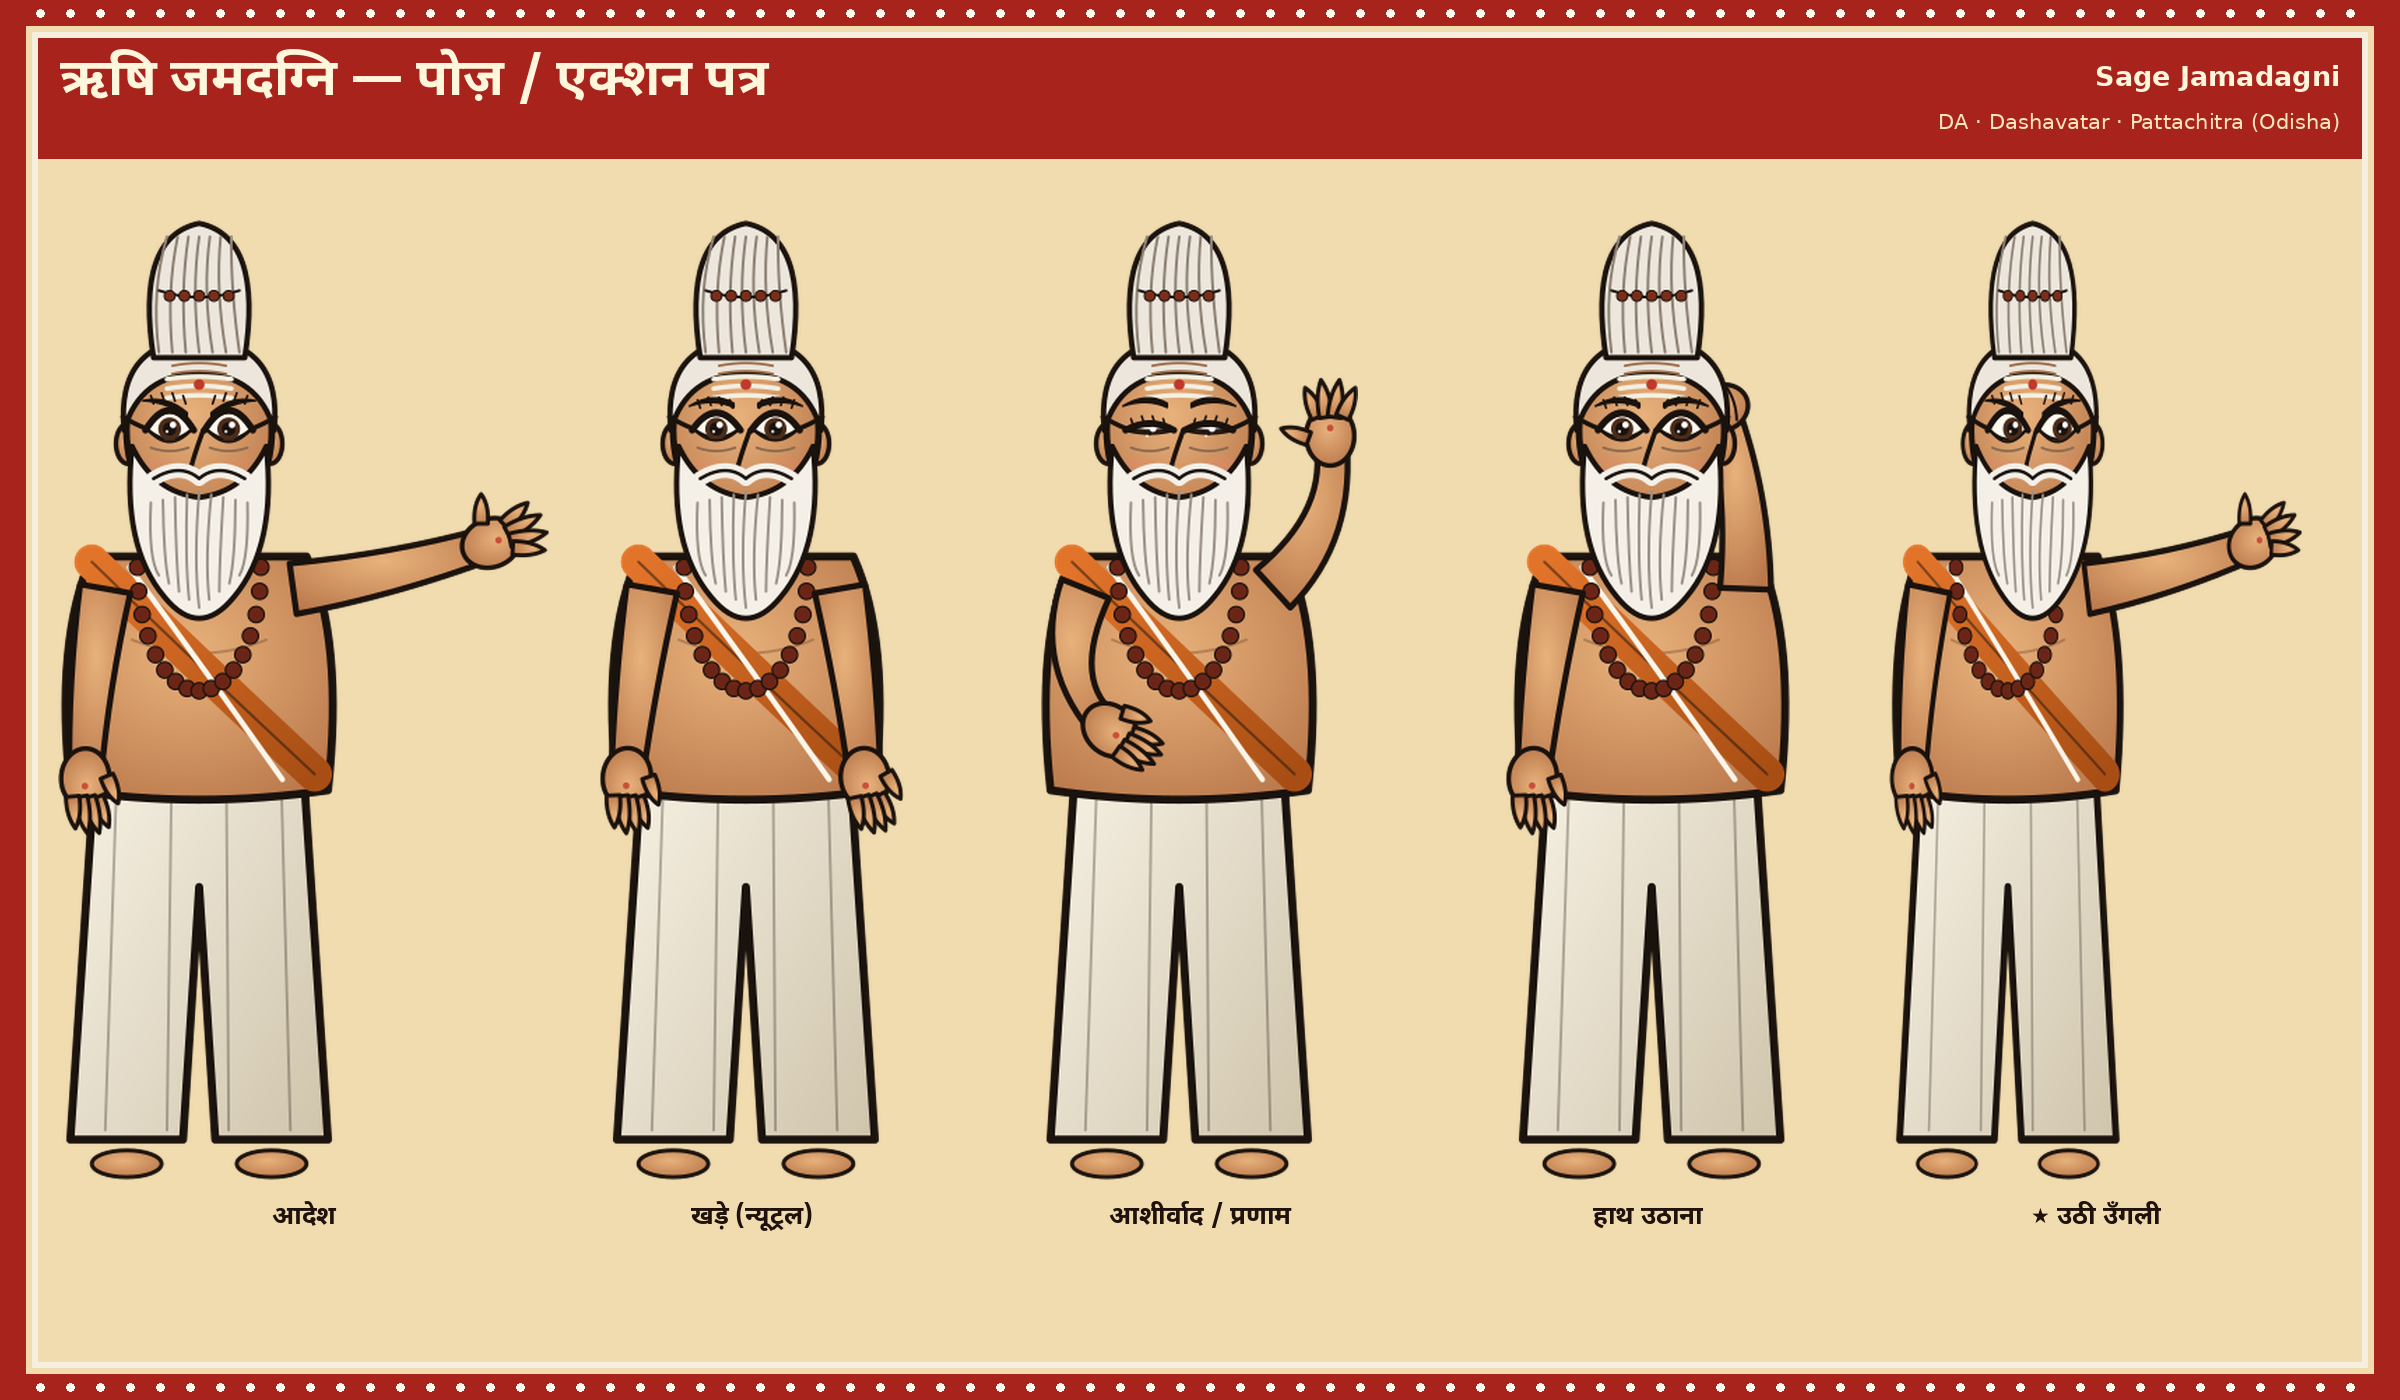 ऋषि जमदग्नि — पोज़ / एक्शन पत्र
Sage Jamadagni
DA · Dashavatar · Pattachitra (Odisha)
आदेश
खड़े (न्यूट्रल)
आशीर्वाद / प्रणाम
हाथ उठाना
★ उठी उँगली